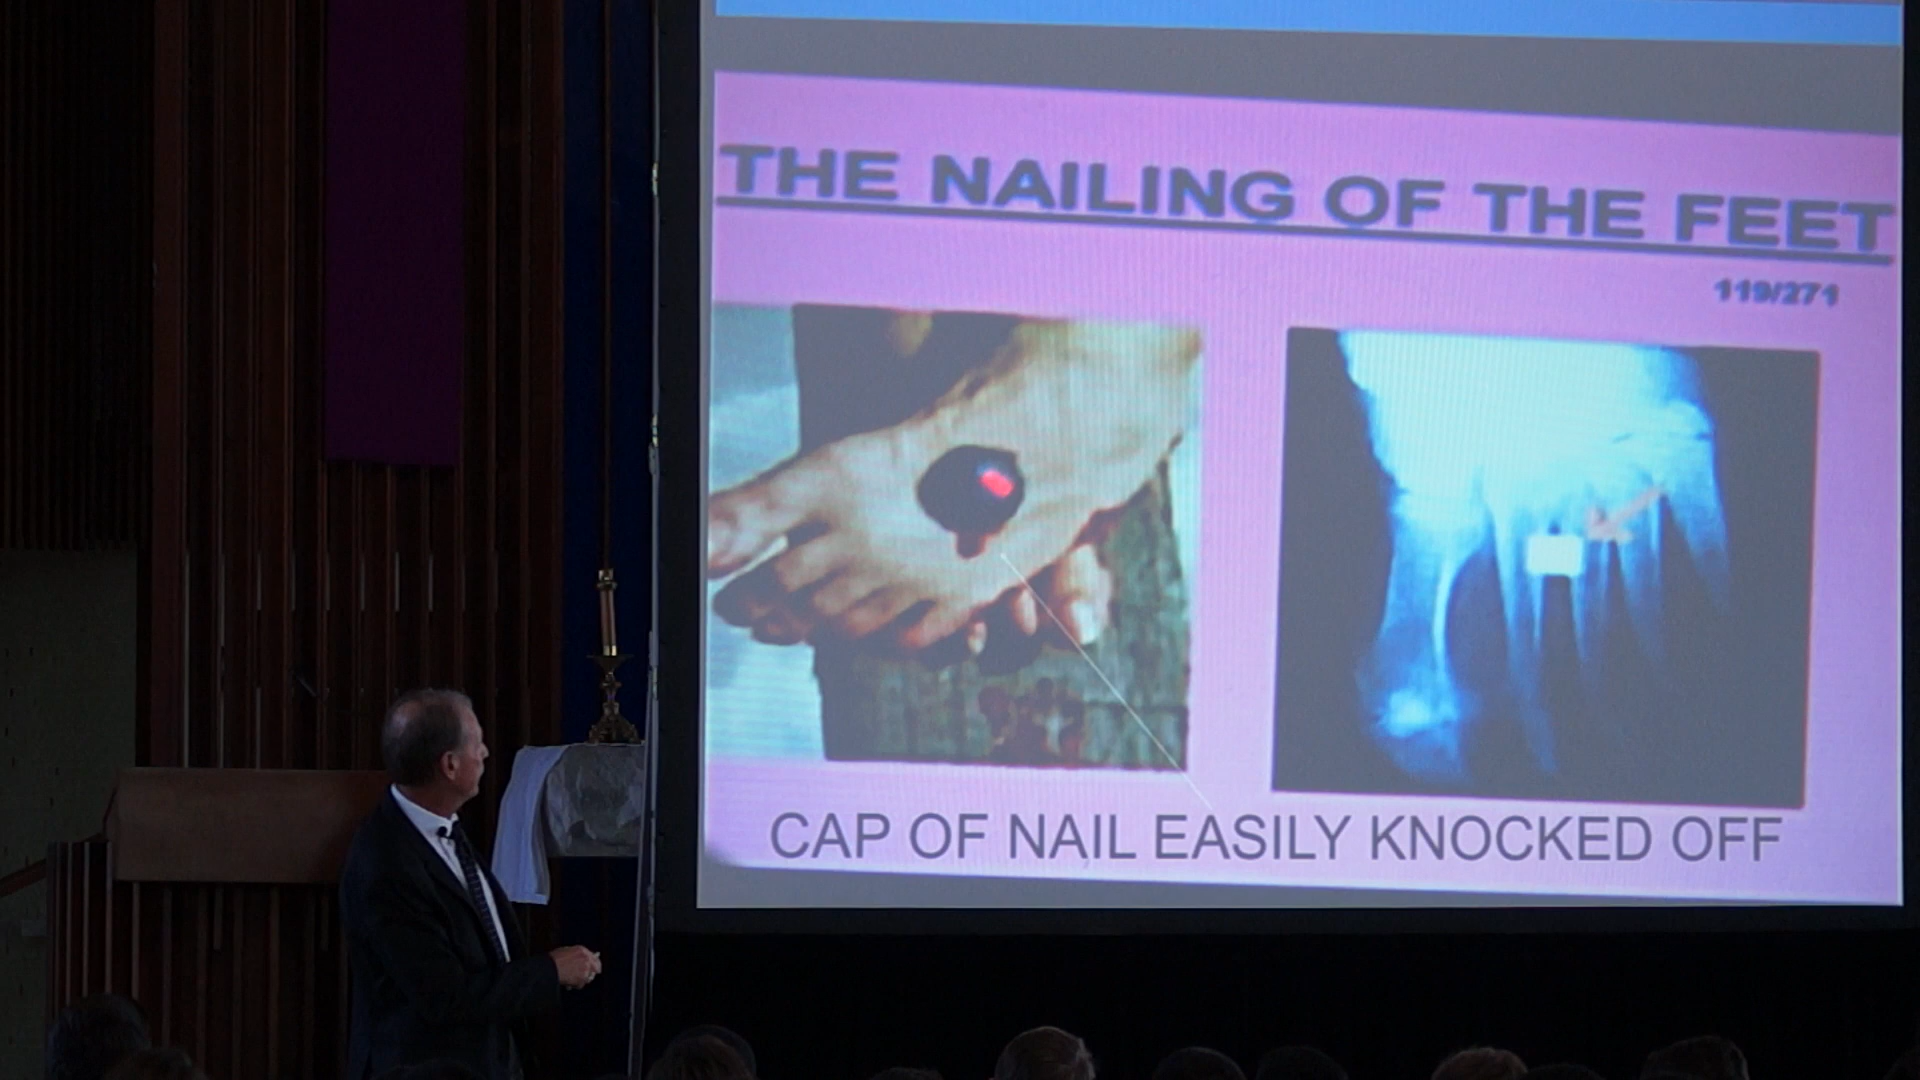 THE NAILING OF THE FEET
119/271
CAP OF NAIL EASILY KNOCKED OFF